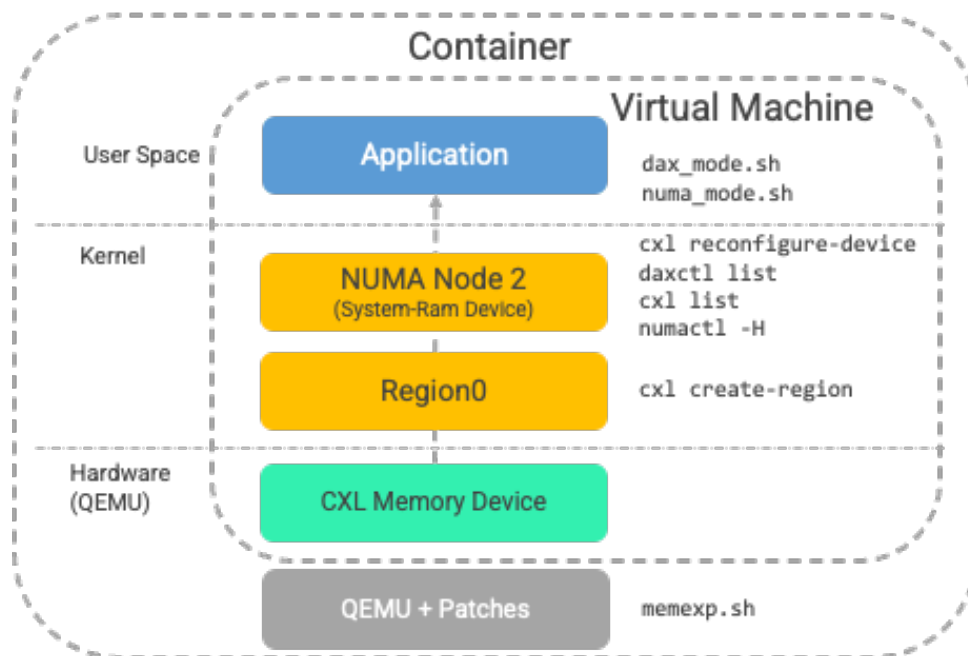 Container
Virtual Machine
User Space
Application
dax_mode.sh
numa_mode.sh
Kernel
NUMA Node 2
(System-Ram Device)
cxl reconfigure-device
daxctl list
cxl list
numactl -H
Region0
cxl create-region
Hardware
(QEMU)
CXL Memory Device
QEMU + Patches
memexp.sh